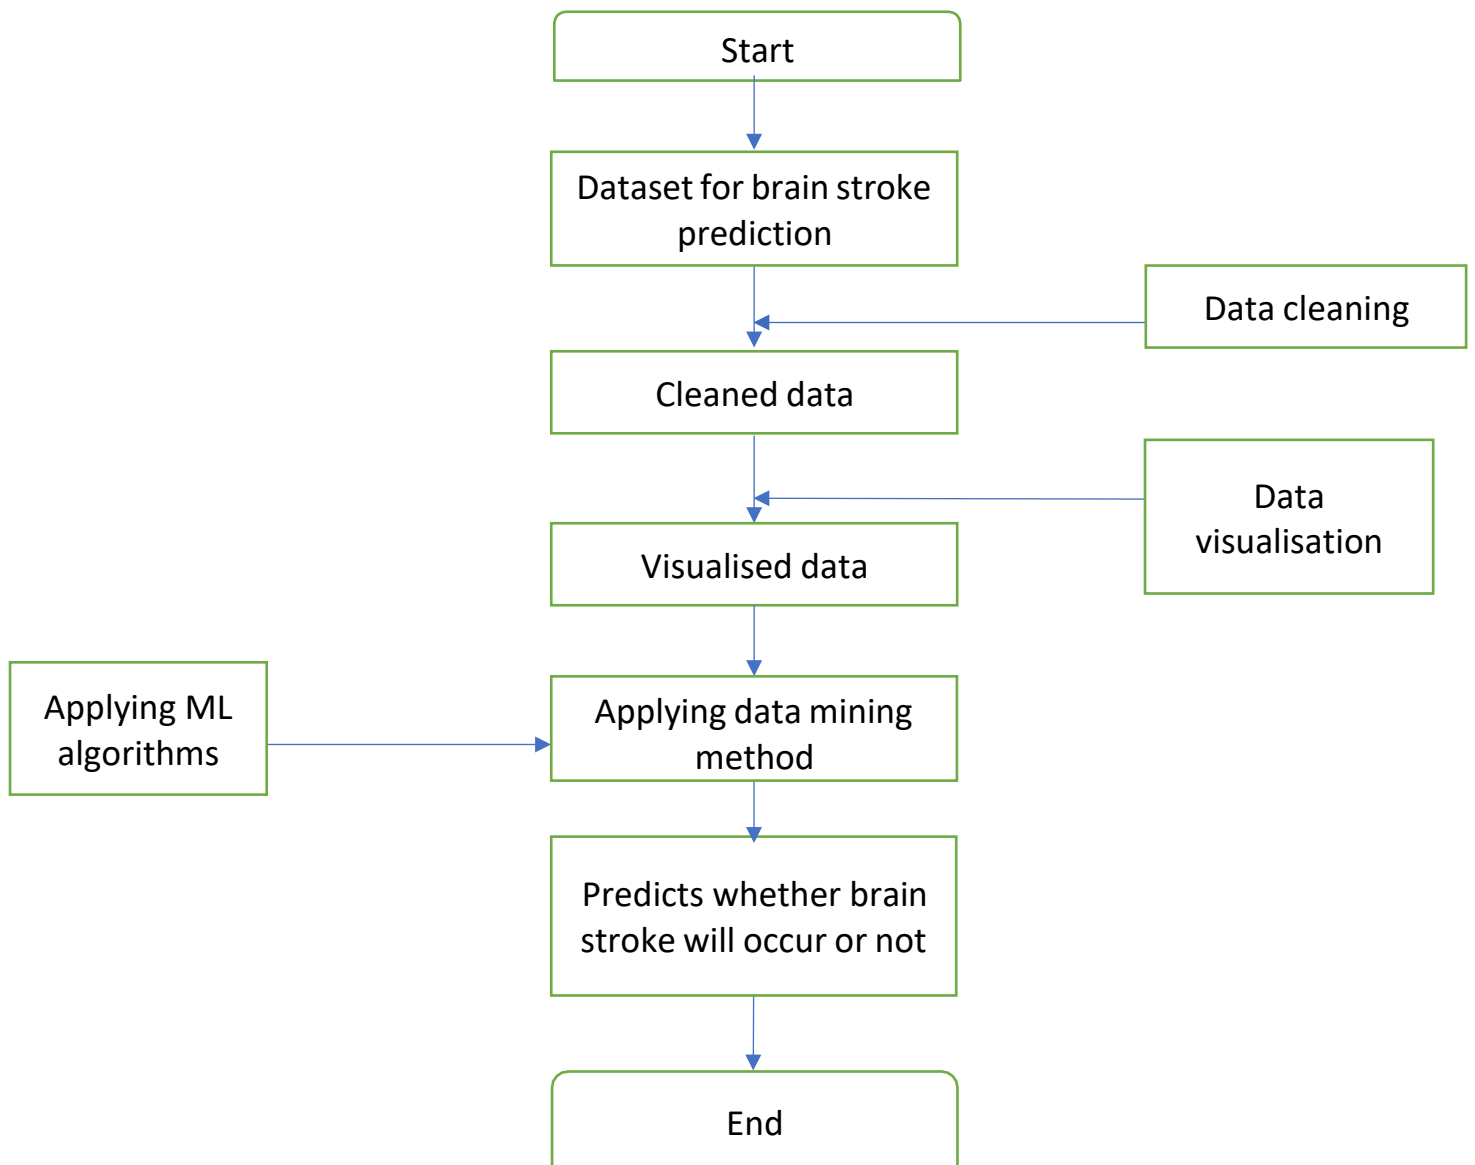 Start
Dataset for brain stroke
prediction
Data cleaning
Cleaned data
Data
visualisation
Visualised data
Applying ML
algorithms
Applying data mining
method
Predicts whether brain
stroke will occur or not
End